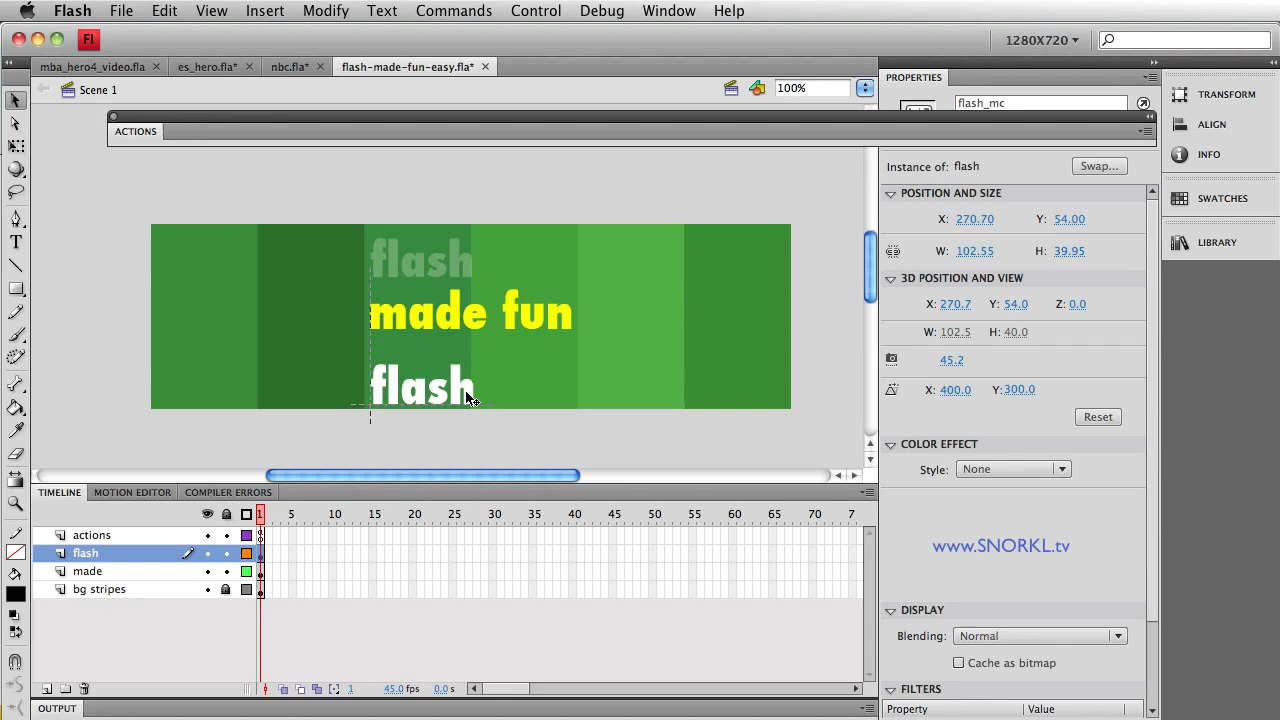 Flash File Edit View Insert Modify Text Commands Control Debug Window Help
Fl 1280X720
mba_hero4_video.fla es_hero.fla* nbc.fla* flash-made-fun-easy.fla* PROPERTIES
Scene 1 100% flash_mc TRANSFORM
ACTIONS ALIGN
Instance of: flash Swap... INFO
POSITION AND SIZE SWATCHES
X: 270.70 Y: 54.00
W: 102.55 H: 39.95 LIBRARY
flash
3D POSITION AND VIEW
made fun
X: 270.7 Y: 54.0 Z: 0.0
W: 102.5 H: 40.0
45.2
flash
X: 400.0 Y:300.0
Reset
COLOR EFFECT
Style: None
TIMELINE MOTION EDITOR COMPILER ERRORS
1 5 10 15 20 25 30 35 40 45 50 55 60 65 70 7
actions
flash
www.SNORKL.tv
made
bg stripes
DISPLAY
Blending: Normal
Cache as bitmap
1 45.0 fps 0.0 s
FILTERS
OUTPUT Property Value